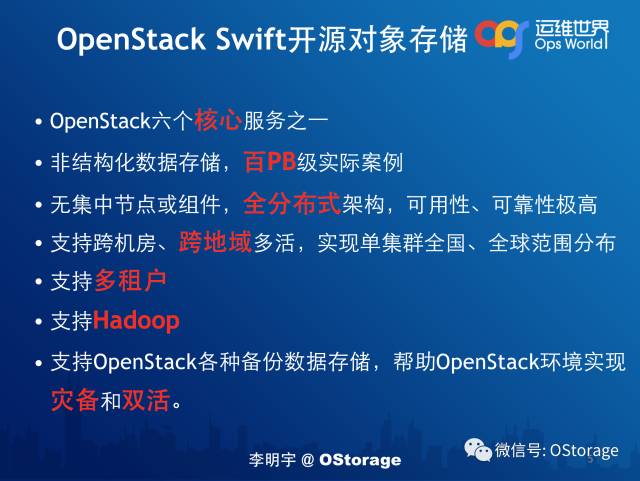 OpenStack Swift开源对象存储
运维世界
Ops World
• OpenStack六个核心服务之一
• 非结构化数据存储，百PB级实际案例
• 无集中节点或组件，全分布式架构，可用性、可靠性极高
• 支持跨机房、跨地域多活，实现单集群全国、全球范围分布
• 支持多租户
• 支持Hadoop
• 支持OpenStack各种备份数据存储，帮助OpenStack环境实现
灾备和双活。
微信号: OStorage
李明宇 @ OStorage